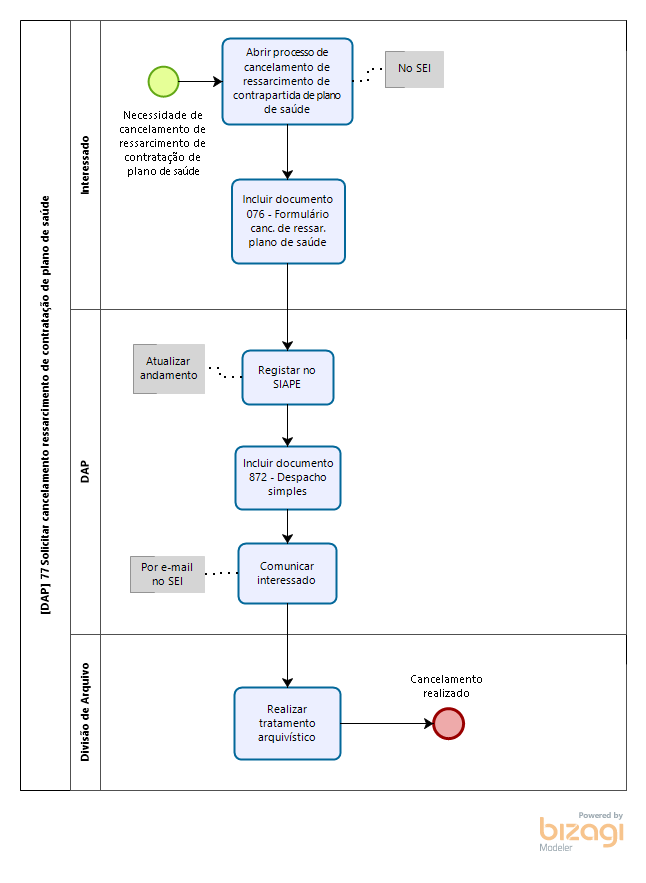 [DAP] 77 Solicitar cancelamento ressarcimento de contratação de plano de saúde
Interessado
Abrir processo de
cancelamento de
ressarcimento de
contrapartida de plano
de saúde
No SEI
Necessidade de
cancelamento de
ressarcimento de
contratação de
plano de saúde
Incluir documento
076 - Formulário
canc. de ressar.
plano de saúde
DAP
Atualizar
andamento
Registar no
SIAPE
Incluir documento
872 - Despacho
simples
Por e-mail
no SEI
Comunicar
interessado
Divisão de Arquivo
Realizar
tratamento
arquivístico
Cancelamento
realizado
Powered by
bizagi
Modeler